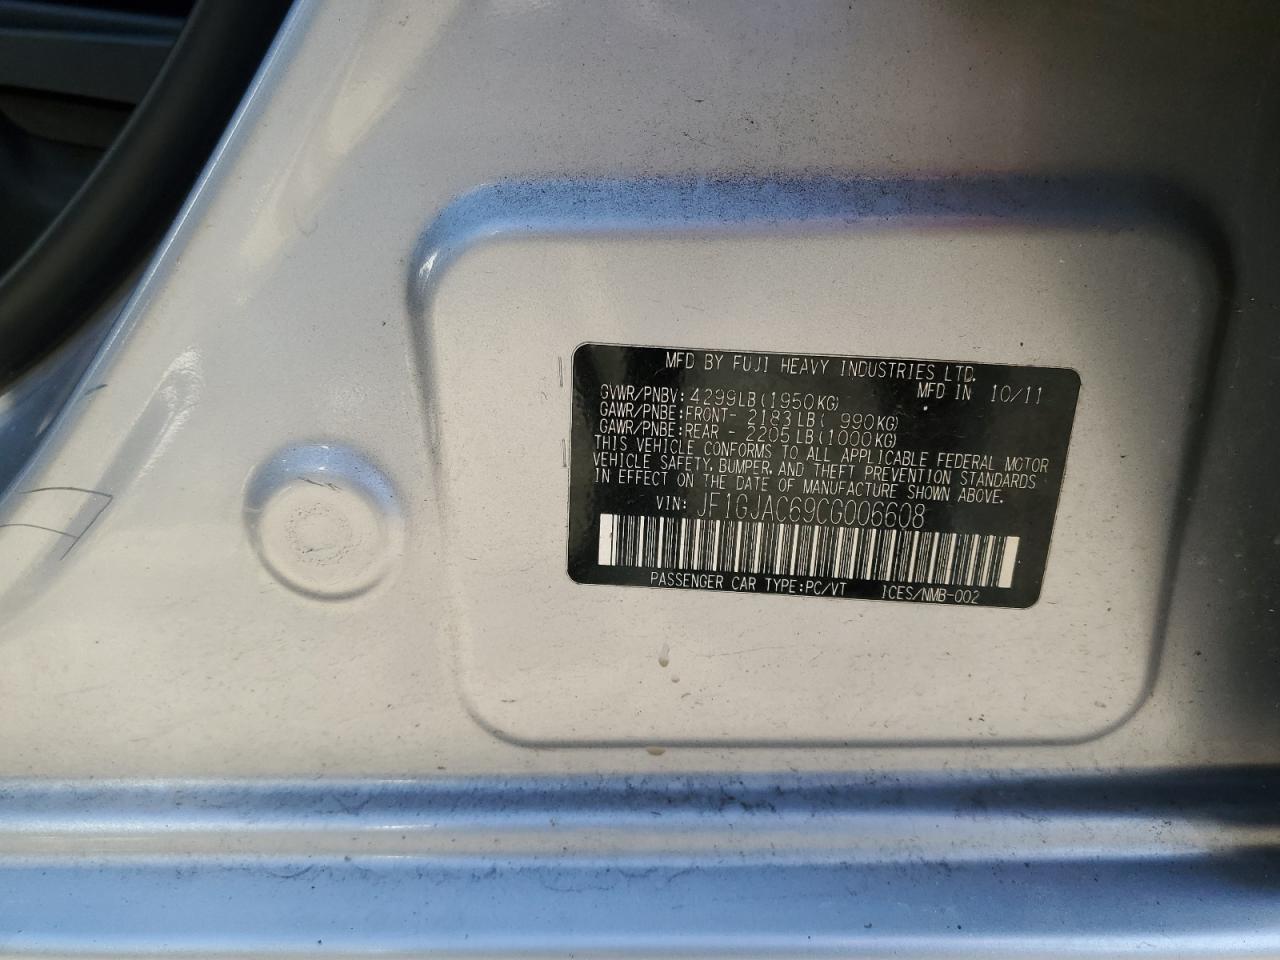 MFD BY FUJI HEAVY INDUSTRIES LTD.
MFD IN 10/11
GVWR/PNBV: 4299LB(1950KG)
GAWR/PNBE:FRONT- 2183LB( 990KG)
GAWR/PNBE:REAR - 2205LB(1000KG)
THIS VEHICLE CONFORMS TO ALL APPLICABLE FEDERAL MOTOR
VEHICLE SAFETY, BUMPER, AND THEFT PREVENTION STANDARDS
IN EFFECT ON THE DATE OF MANUFACTURE SHOWN ABOVE.
VIN: JF1GJAC69CG006608
PASSENGER CAR TYPE:PC/VT 1CES/NMB-002